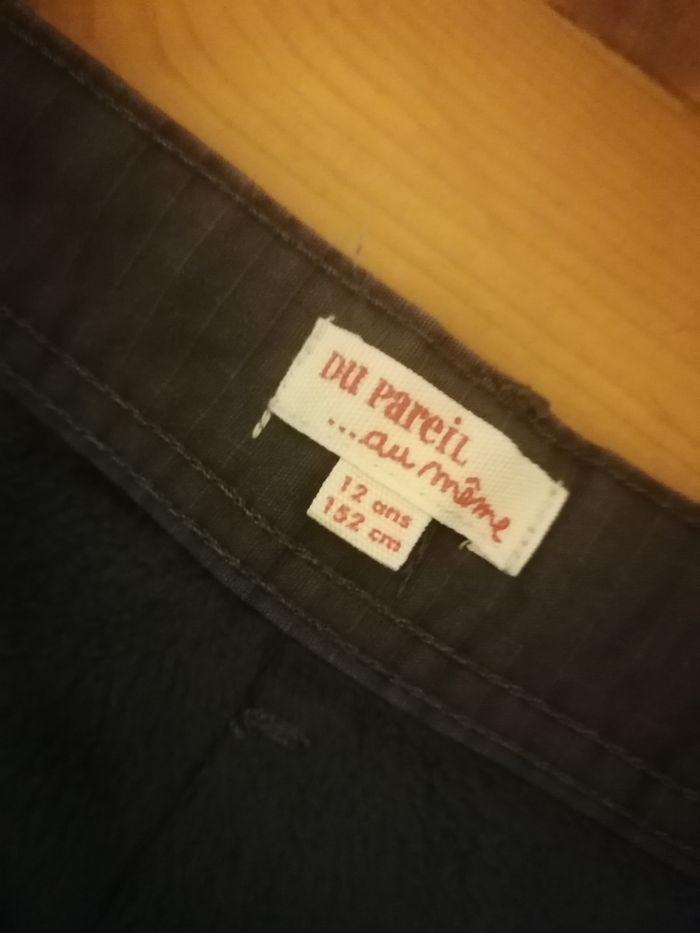 DU PAREIL
...au même
12 ans
152 cm